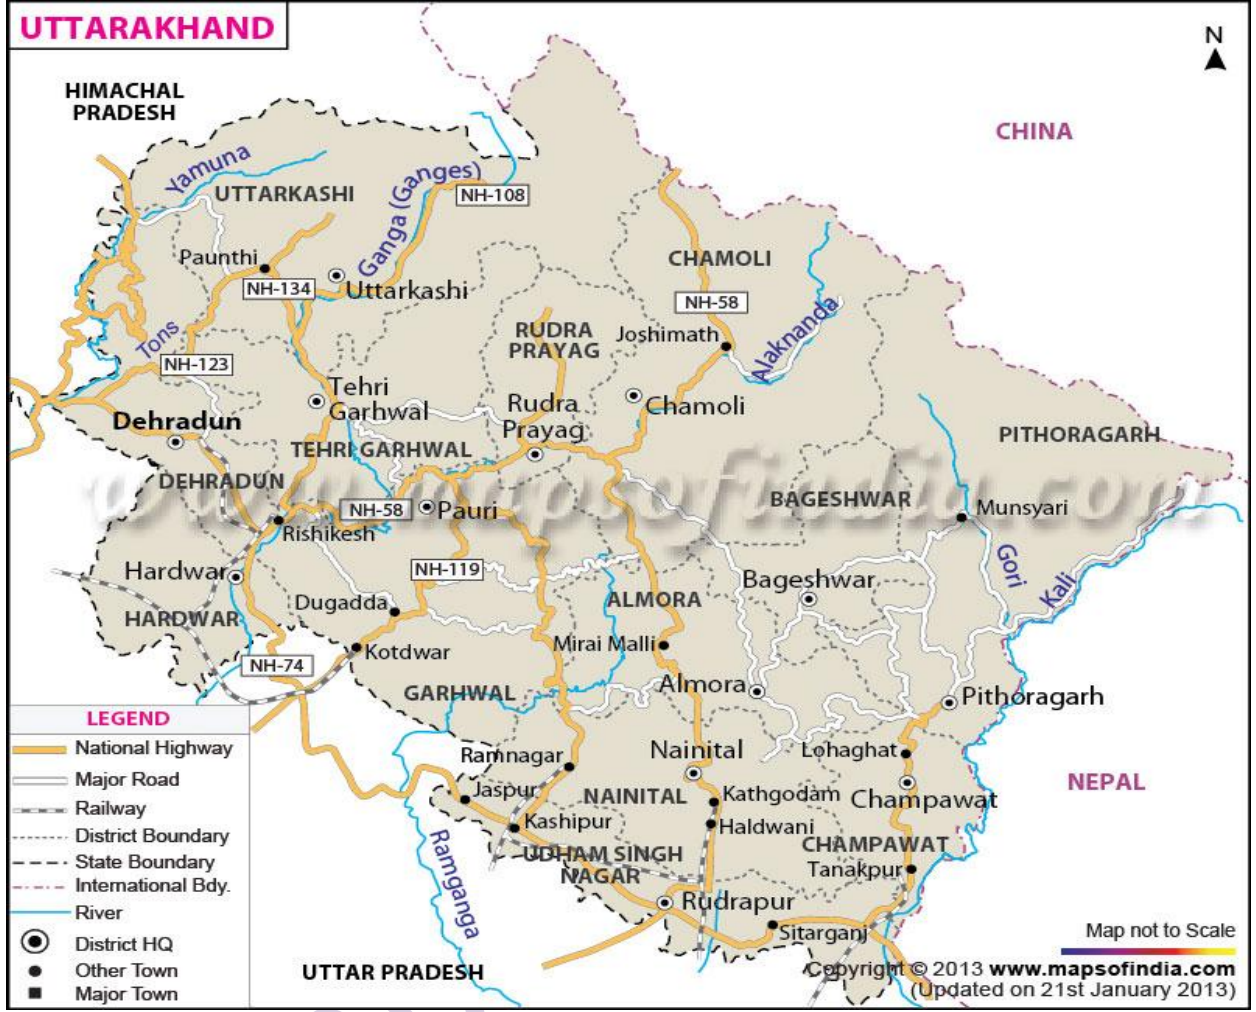 UTTARAKHAND
N
HIMACHAL
PRADESH
CHINA
Yamuna
UTTARKASHI
Ganga (Ganges)
NH-108
Paunthi
NH-134
Uttarkashi
CHAMOLI
NH-58
Joshimath
Alaknanda
RUDRA
PRAYAG
Tons
NH-123
Tehri
Garhwal
Rudra
Prayag
Chamoli
Dehradun
TEHRI GARHWAL
PITHORAGARH
DEHRADUN
www.mapsofindia.com
BAGESHWAR
NH-58
Pauri
Munsyari
Rishikesh
Hardwar
NH-119
Gori
Kali
Bageshwar
Dugadda
ALMORA
HARDWAR
Mirai Malli
Kotdwar
NH-74
GARHWAL
Almora
Pithoragarh
LEGEND
National Highway
Major Road
Railway
District Boundary
State Boundary
International Bdy.
River
District HQ
Other Town
Major Town
Ramnagar
Nainital
Lohaghat
NEPAL
Jaspur
NAINITAL
Kathgodam
Champawat
Kashipur
Haldwani
Ramganga
UDHAM SINGH
NAGAR
CHAMPAWAT
Tanakpur
Rudrapur
Sitarganj
UTTAR PRADESH
Map not to Scale
Copyright © 2013 www.mapsofindia.com
(Updated on 21st January 2013)